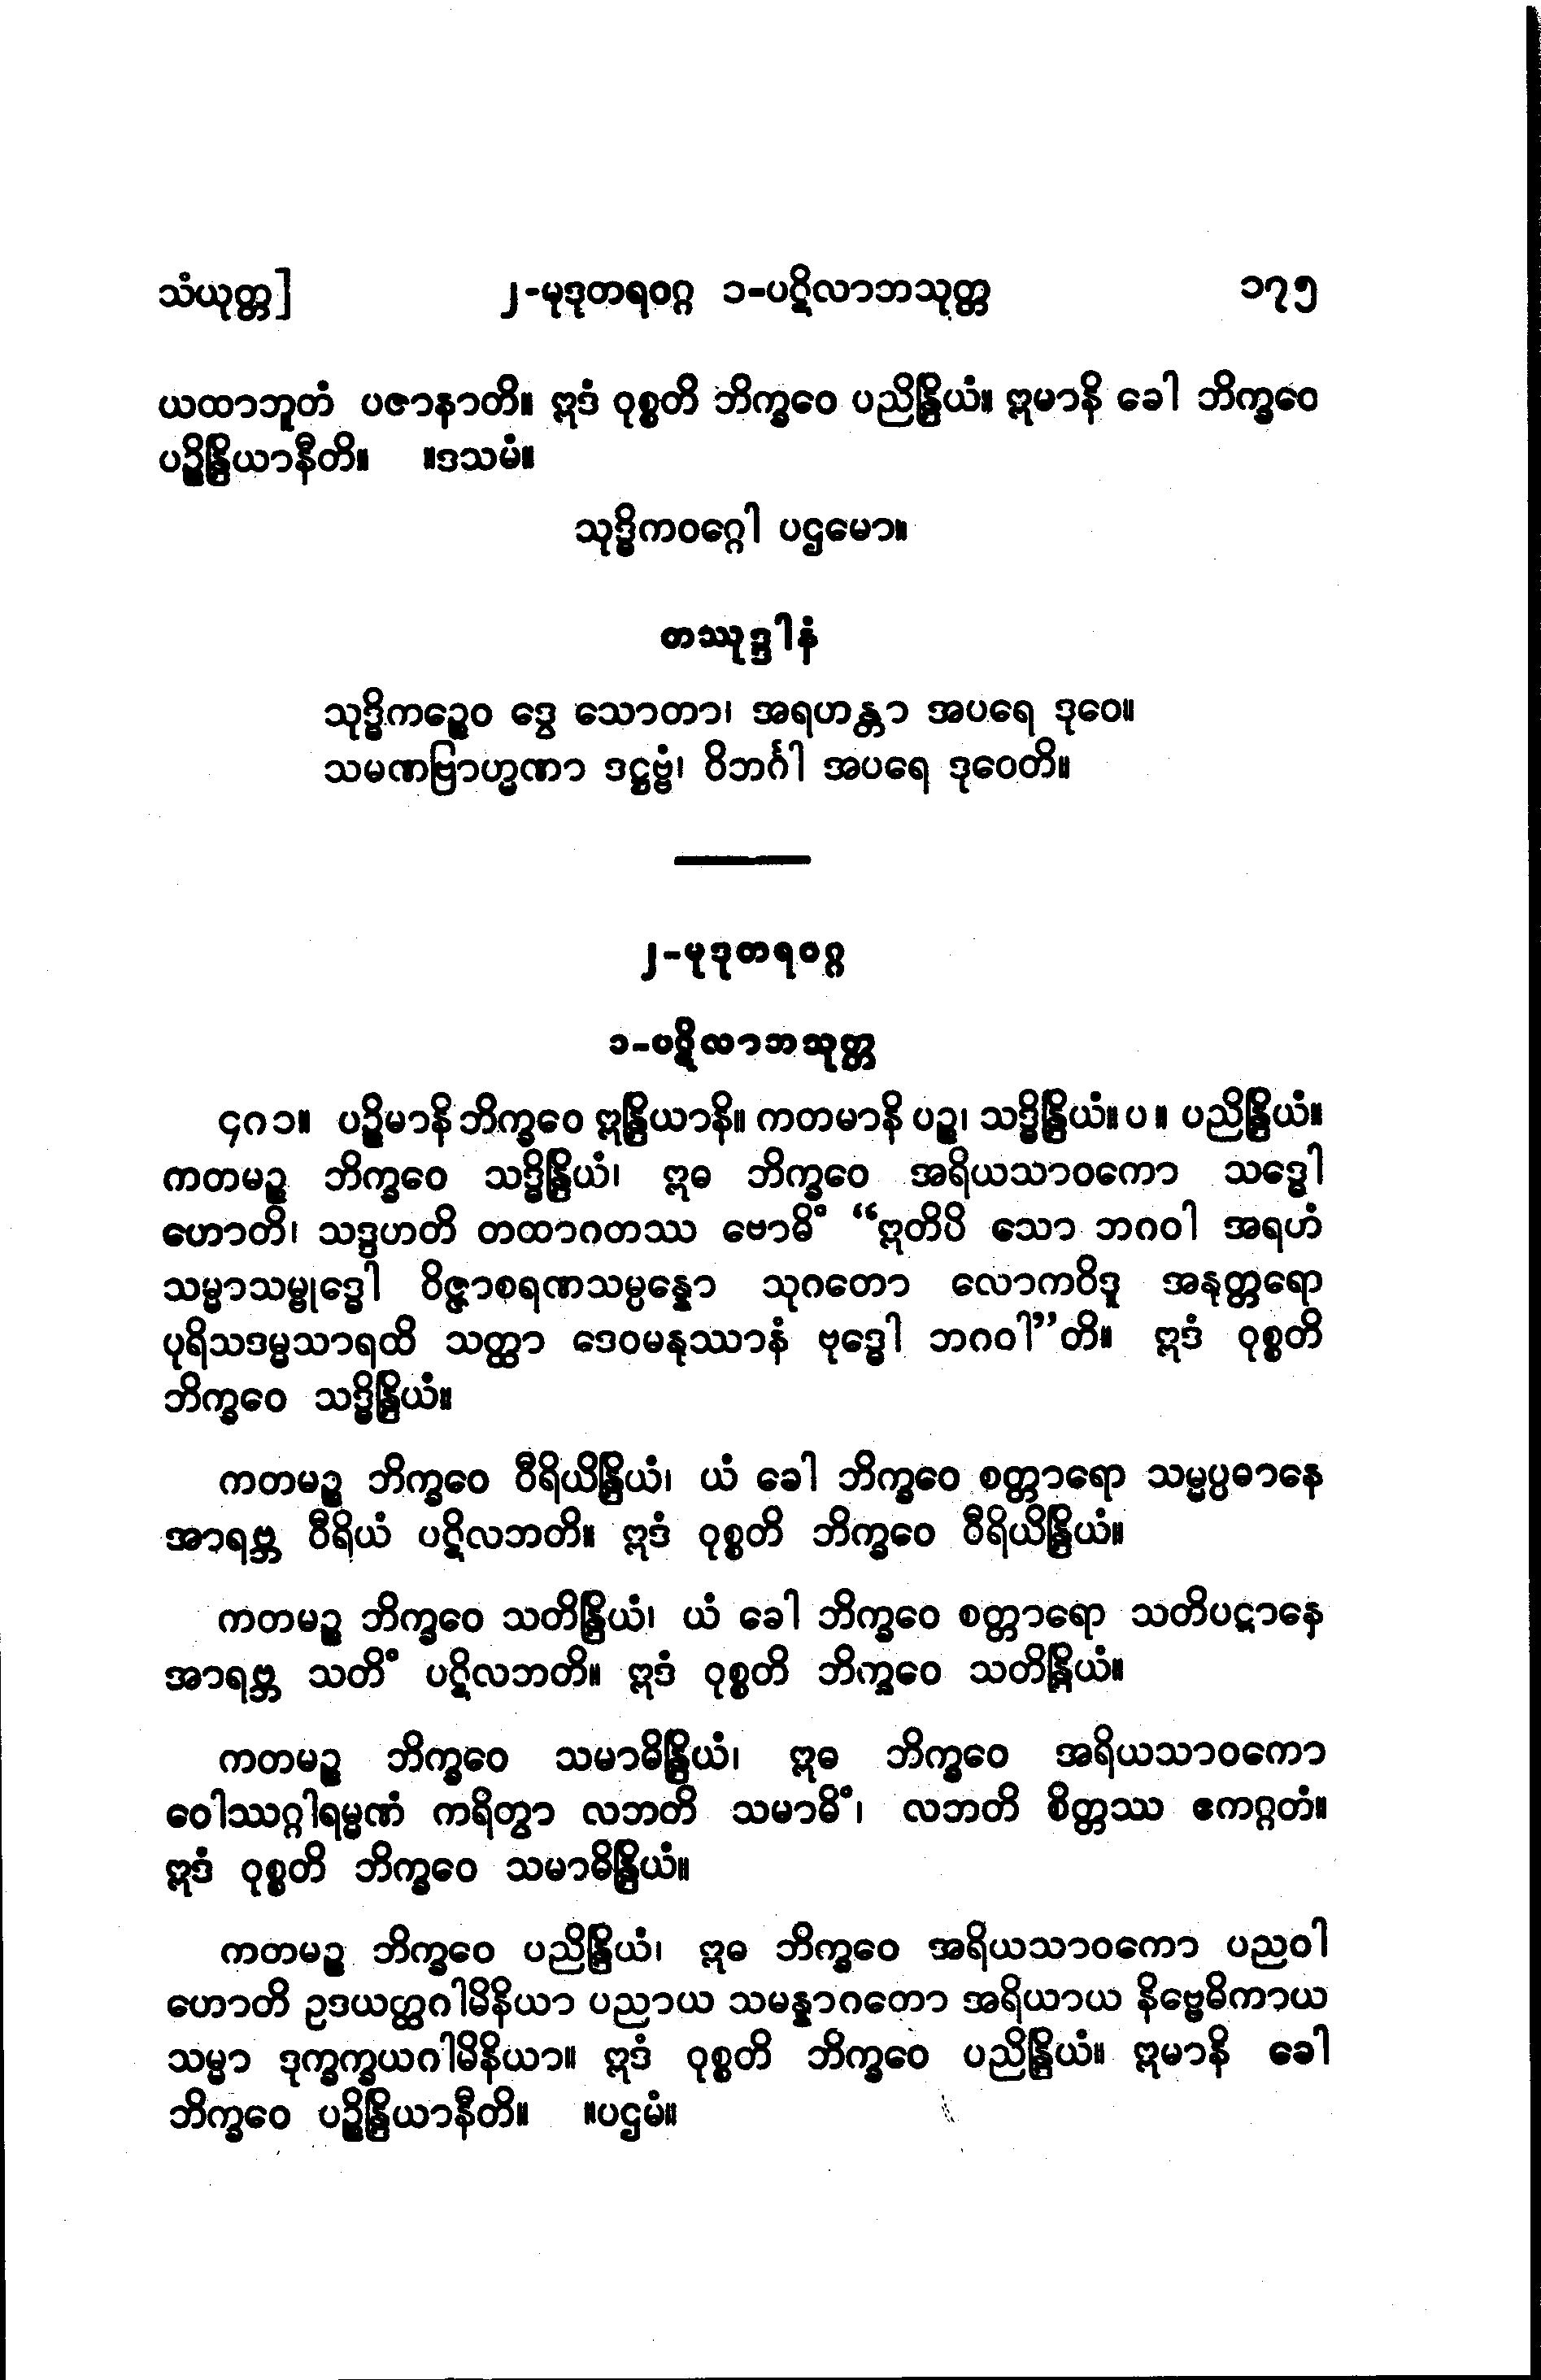 သံယုတ္တ] ၂-မုဒုတရဝဂ္ဂ ၁-ပဋိလာဘသုတ္တ ၁၇၅
ယထာဘူတံ ပဇာနာတိ။ ဣဒံ ဝုစ္စတိ ဘိက္ခဝေ ပညိန္ဒြိယံ။ ဣမာနိ ခေါ ဘိက္ခဝေ
ပဉ္စိန္ဒြိယာနီတိ။ ။ဒသမံ။
သုဒ္ဓိကဝဂ္ဂေါ ပဌမော။
တဿုဒ္ဒါနံ
သုဒ္ဓိကဉ္စေဝ ဒွေ သောတာ၊ အရဟန္တာ အပရေ ဒုဝေ။
သမဏဗြာဟ္မဏာ ဒဋ္ဌဗ္ဗံ၊ ဝိဘင်္ဂါ အပရေ ဒုဝေတိ။
၂-မုဒုတရဝဂ္ဂ
၁-ပဋိလာဘသုတ္တ
၄ဂ၁။ ပဉ္စိမာနိ ဘိက္ခဝေ ဣန္ဒြိယာနိ။ ကတမာနိ ပဉ္စ၊ သဒ္ဓိန္ဒြိယံ။ ပ ။ ပညိန္ဒြိယံ။
ကတမဉ္စ ဘိက္ခဝေ သဒ္ဓိန္ဒြိယံ၊ ဣဓ ဘိက္ခဝေ အရိယသာဝကော သဒ္ဓေါ
ဟောတိ၊ သဒ္ဒဟတိ တထာဂတဿ ဗောဓိံ “ဣတိပိ သော ဘဂဝါ အရဟံ
သမ္မာသမ္ဗုဒ္ဓေါ ဝိဇ္ဇာစရဏသမ္ပန္နော သုဂတော လောကဝိဒူ အနုတ္တရော
ပုရိသဒမ္မသာရထိ သတ္ထာ ဒေဝမနုဿာနံ ဗုဒ္ဓေါ ဘဂဝါ”တိ။ ဣဒံ ဝုစ္စတိ
ဘိက္ခဝေ သဒ္ဓိန္ဒြိယံ။
ကတမဉ္စ ဘိက္ခဝေ ဝီရိယိန္ဒြိယံ၊ ယံ ခေါ ဘိက္ခဝေ စတ္တာရော သမ္မပ္ပဓာနေ
အာရဗ္ဘ ဝီရိယံ ပဋိလဘတိ။ ဣဒံ ဝုစ္စတိ ဘိက္ခဝေ ဝီရိယိန္ဒြိယံ။
ကတမဉ္စ ဘိက္ခဝေ သတိန္ဒြိယံ၊ ယံ ခေါ ဘိက္ခဝေ စတ္တာရော သတိပဋ္ဌာနေ
အာရဗ္ဘ သတိံ ပဋိလဘတိ။ ဣဒံ ဝုစ္စတိ ဘိက္ခဝေ သတိန္ဒြိယံ။
ကတမဉ္စ ဘိက္ခဝေ သမာဓိန္ဒြိယံ၊ ဣဓ ဘိက္ခဝေ အရိယသာဝကော
ဝေါဿဂ္ဂါရမ္မဏံ ကရိတွာ လဘတိ သမာဓိံ၊ လဘတိ စိတ္တဿ ဧကဂ္ဂတံ။
ဣဒံ ဝုစ္စတိ ဘိက္ခဝေ သမာဓိန္ဒြိယံ။
ကတမဉ္စ ဘိက္ခဝေ ပညိန္ဒြိယံ၊ ဣဓ ဘိက္ခဝေ အရိယသာဝကော ပညဝါ
ဟောတိ ဥဒယတ္ထဂါမိနိယာ ပညာယ သမန္နာဂတော အရိယာယ နိဗ္ဗေဓိကာယ
သမ္မာ ဒုက္ခက္ခယဂါမိနိယာ။ ဣဒံ ဝုစ္စတိ ဘိက္ခဝေ ပညိန္ဒြိယံ။ ဣမာနိ ခေါ
ဘိက္ခဝေ ပဉ္စိန္ဒြိယာနီတိ။ ။ပဌမံ။